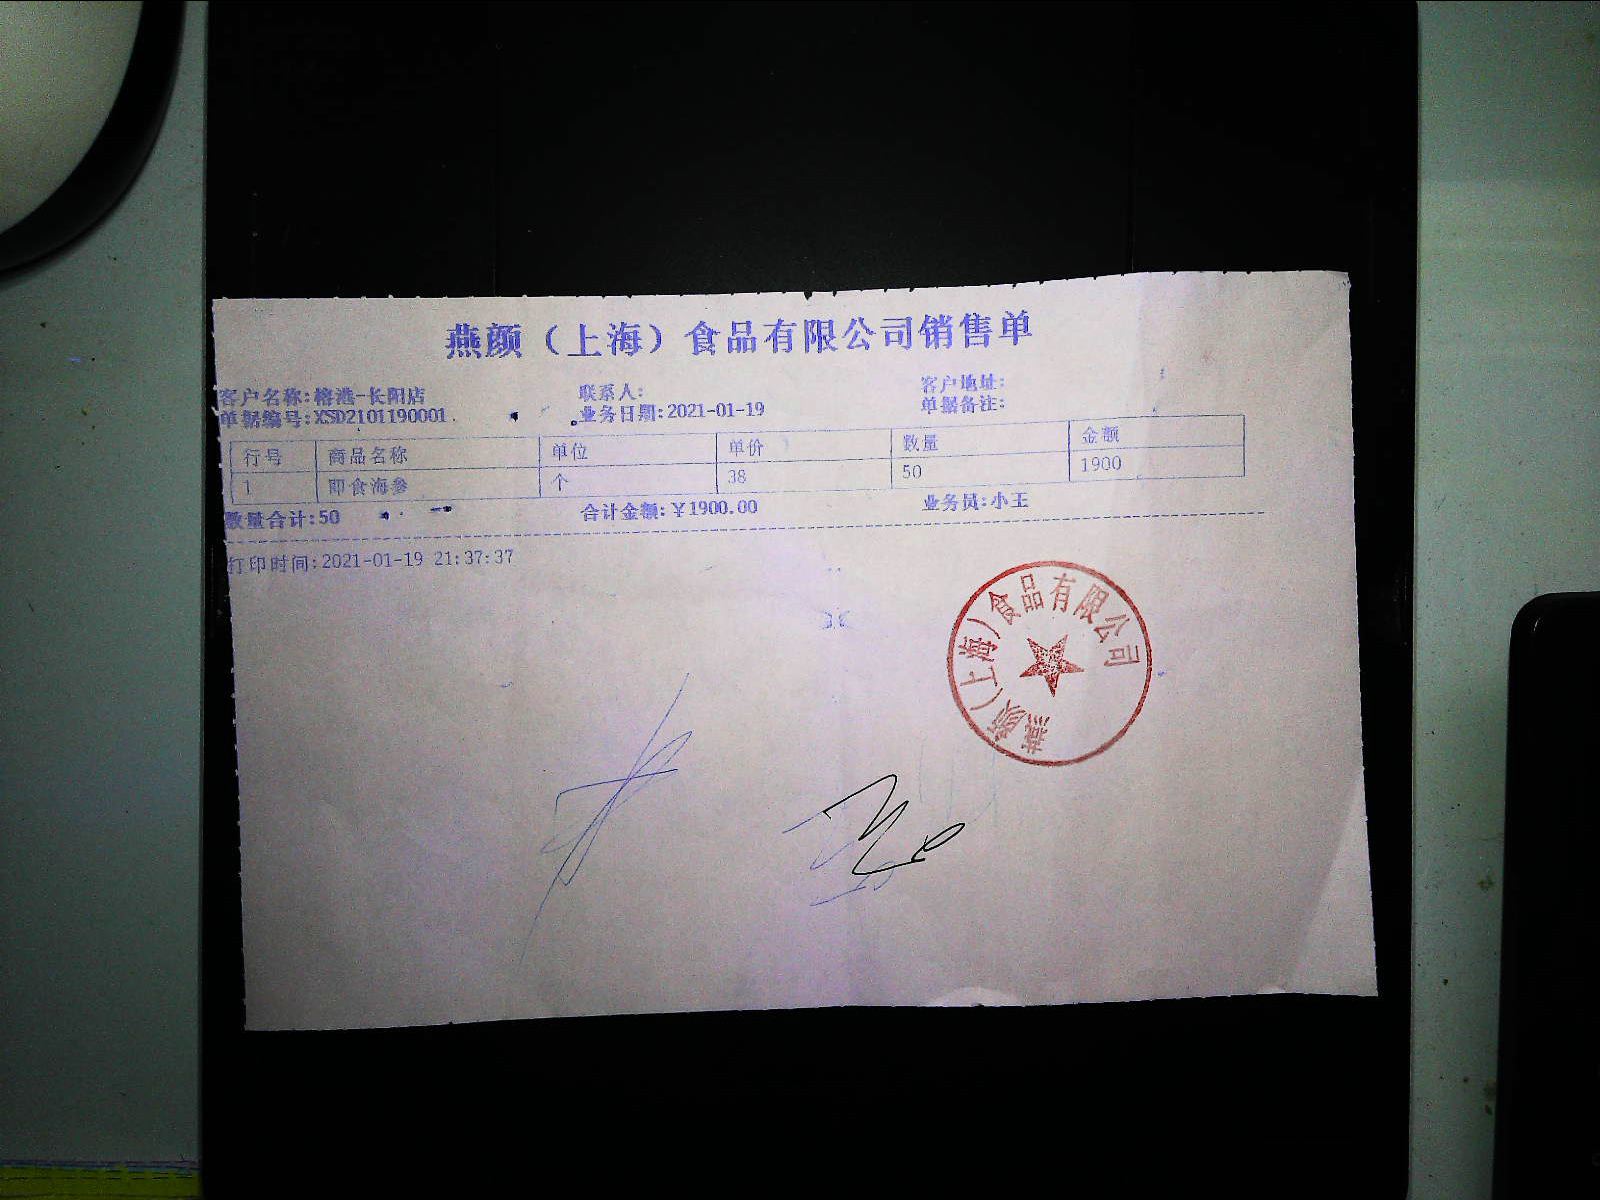 燕颜（上海）食品有限公司销售单
客户名称:榕港-长阳店 联系人: 客户地址:
单据编号:XSD2101190001 业务日期:2021-01-19 单据备注:
行号 商品名称 单位 单价 数量 金额
1 即食海参 个 38 50 1900
数量合计:50 合计金额:¥1900.00 业务员:小王
打印时间:2021-01-19 21:37:37
燕颜（上海）食品有限公司